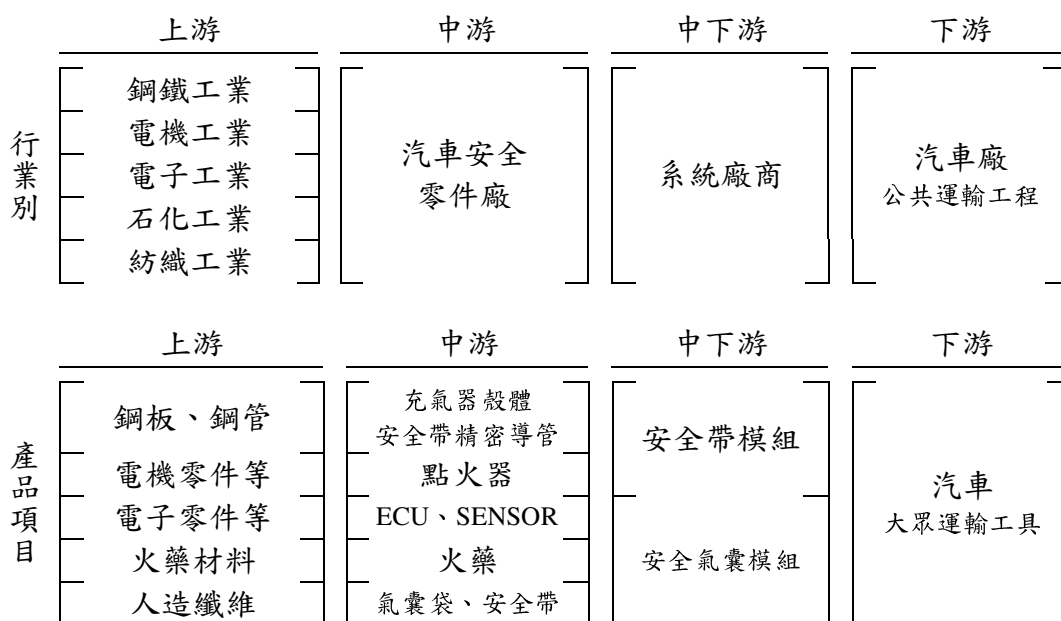 上游 中游 中下游 下游
行業別
鋼鐵工業
電機工業
電子工業
石化工業
紡織工業
汽車安全
零件廠
系統廠商
汽車廠
公共運輸工程
上游 中游 中下游 下游
產品項目
鋼板、鋼管
電機零件等
電子零件等
火藥材料
人造纖維
充氣器殼體
安全帶精密導管
點火器
ECU、SENSOR
火藥
氣囊袋、安全帶
安全帶模組
安全氣囊模組
汽車
大眾運輸工具